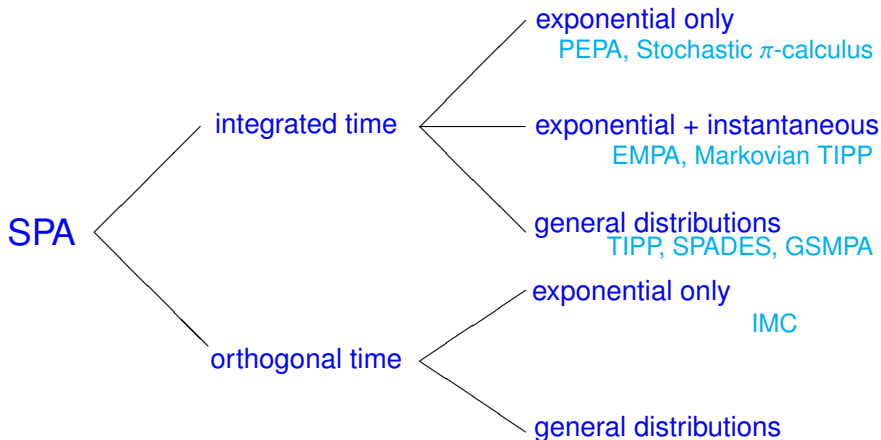 exponential only
PEPA, Stochastic π-calculus
integrated time
exponential + instantaneous
EMPA, Markovian TIPP
SPA
general distributions
TIPP, SPADES, GSMPA
exponential only
IMC
orthogonal time
general distributions